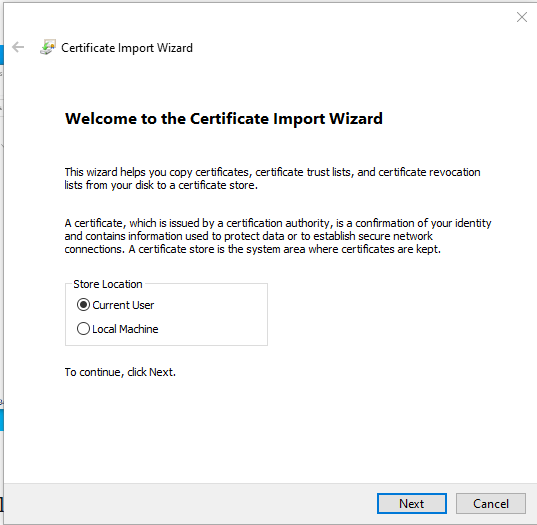 Certificate Import Wizard
Welcome to the Certificate Import Wizard
This wizard helps you copy certificates, certificate trust lists, and certificate revocation
lists from your disk to a certificate store.
A certificate, which is issued by a certification authority, is a confirmation of your identity
and contains information used to protect data or to establish secure network
connections. A certificate store is the system area where certificates are kept.
Store Location
Current User
Local Machine
To continue, click Next.
Next
Cancel